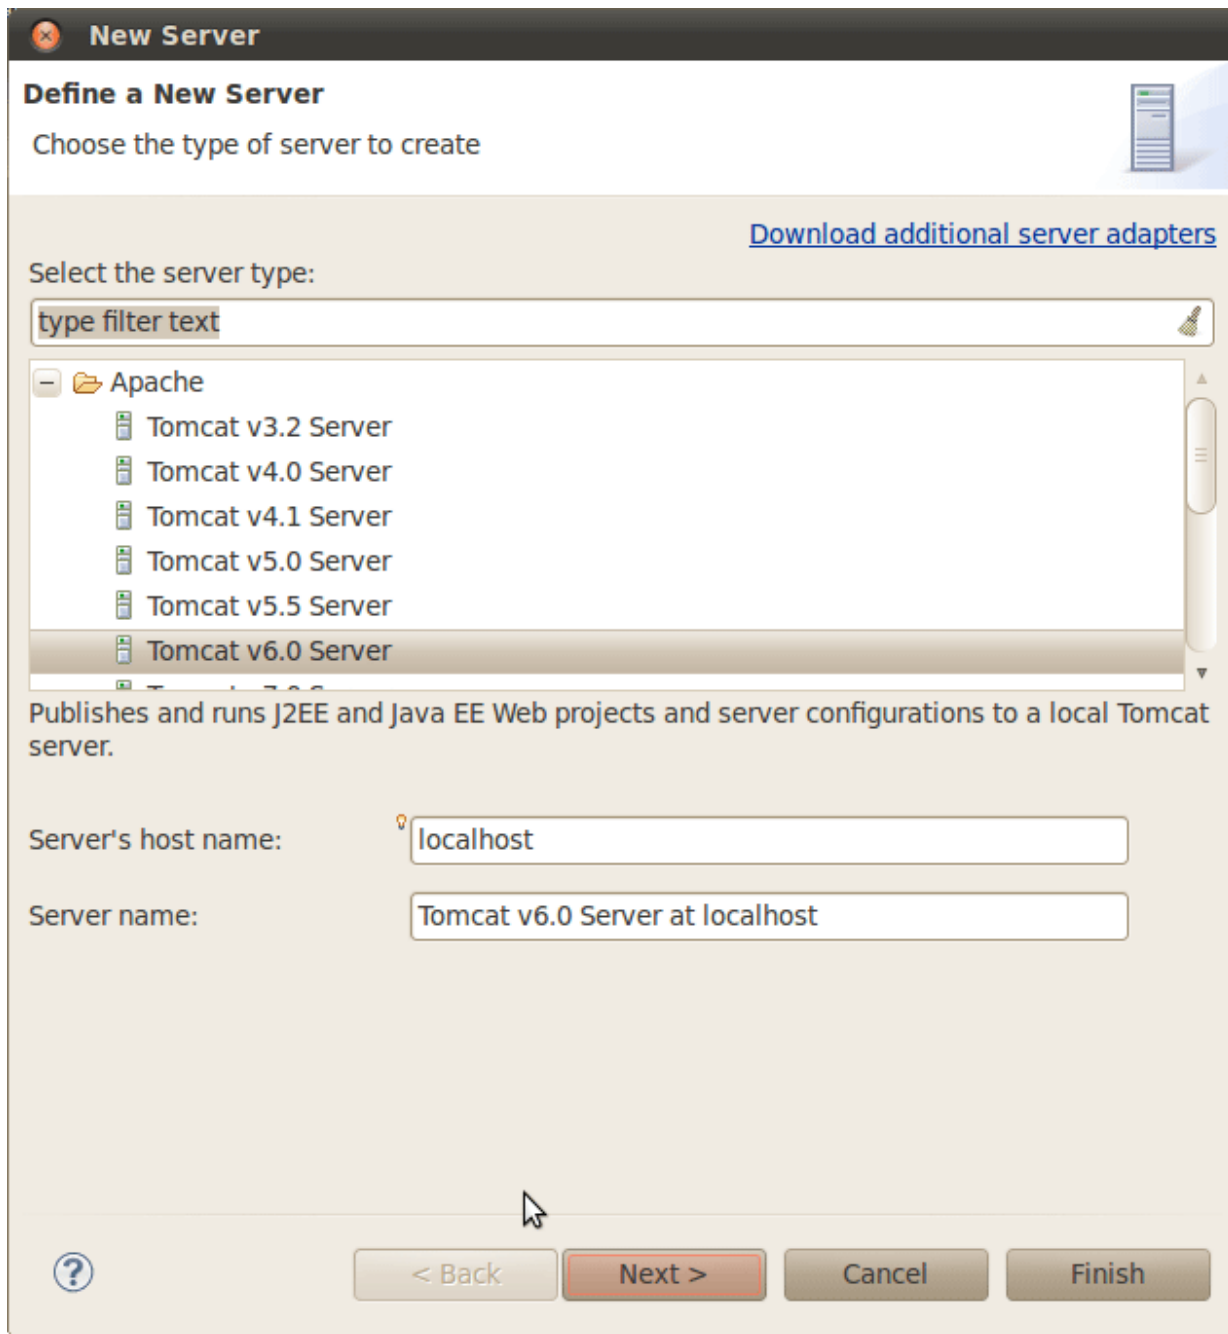 New Server
Define a New Server
Choose the type of server to create
Download additional server adapters
Select the server type:
type filter text
Apache
Tomcat v3.2 Server
Tomcat v4.0 Server
Tomcat v4.1 Server
Tomcat v5.0 Server
Tomcat v5.5 Server
Tomcat v6.0 Server
Publishes and runs J2EE and Java EE Web projects and server configurations to a local Tomcat
server.
Server's host name:
localhost
Server name:
Tomcat v6.0 Server at localhost
? < Back Next > Cancel Finish